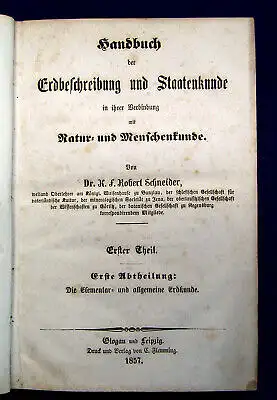 Handbuch
der
Erdbeschreibung und Staatenkunde
in ihrer Verbindung
mit
Natur- und Menschenkunde.
Von
Dr. K. F. Robert Schneider,
weiland Oberlehrer am Königl. Waisenhause zu Bunzlau, der schlesischen Gesellschaft für
vaterländische Kultur, der mineralogischen Societät zu Jena, der oberlausitzischen Gesellschaft
der Wissenschaften zu Görlitz, der botanischen Gesellschaft zu Regensburg
korrespondirendem Mitgliede.
Erster Theil.
Erste Abtheilung:
Die Elementar- und allgemeine Erdkunde.
Glogau und Leipzig.
Druck und Verlag von C. Flemming.
1857.